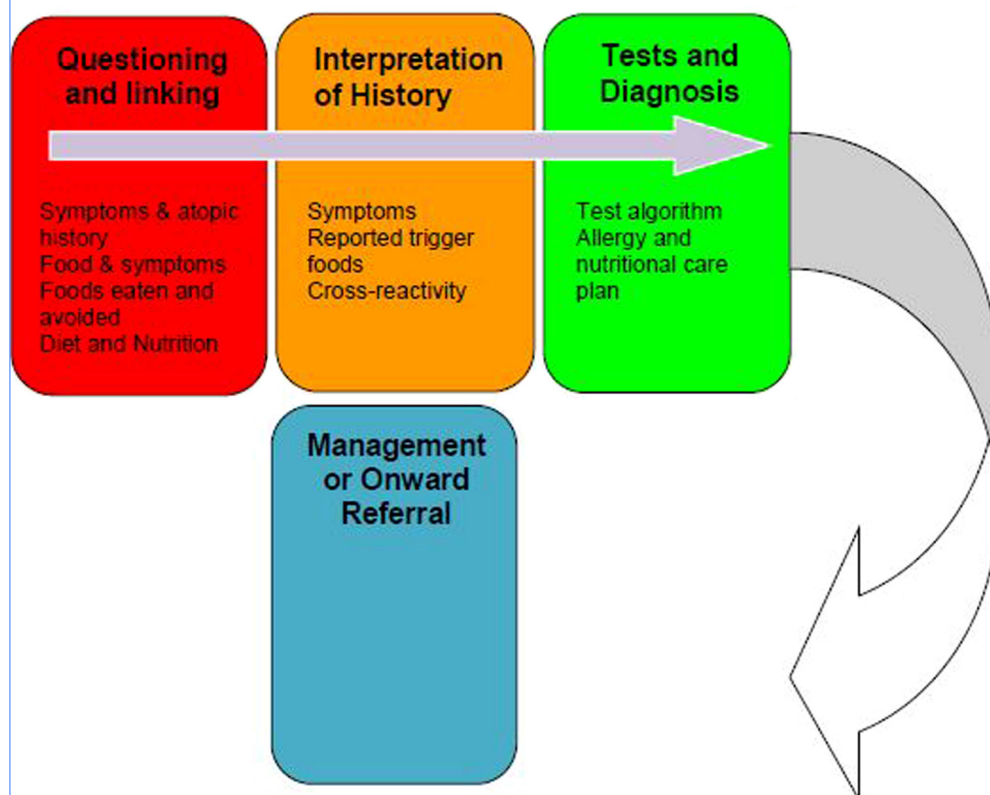 Questioning
and linking
Symptoms & atopic
history
Food & symptoms
Foods eaten and
avoided
Diet and Nutrition
Interpretation
of History
Symptoms
Reported trigger
foods
Cross-reactivity
Tests and
Diagnosis
Test algorithm
Allergy and
nutritional care
plan
Management
or Onward
Referral